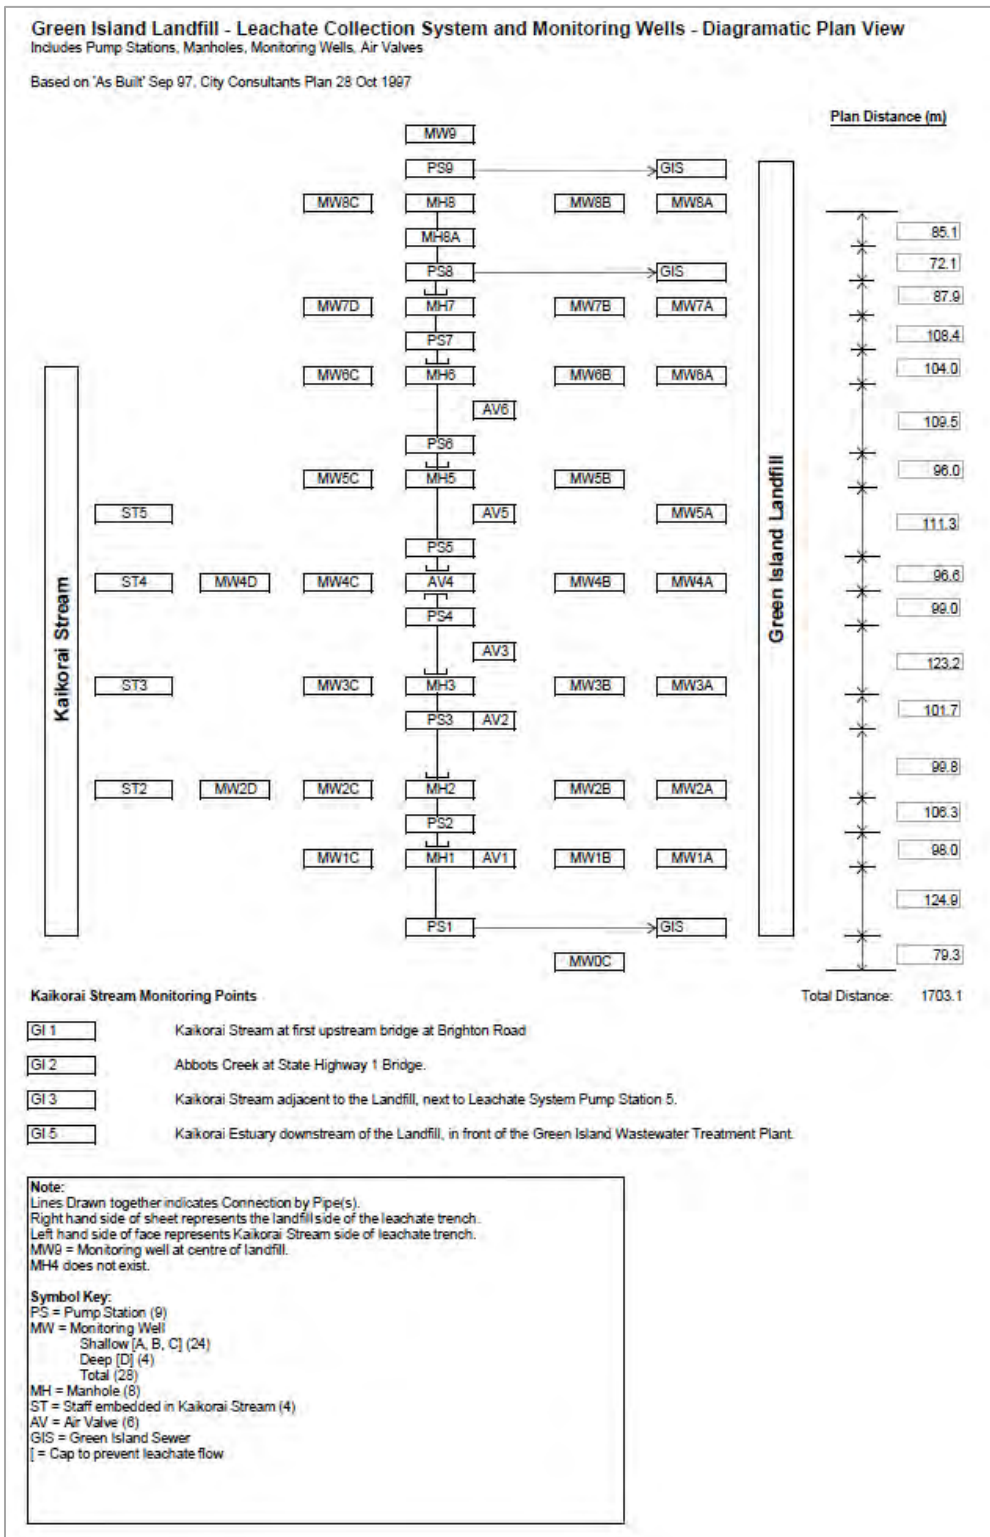 Green Island Landfill - Leachate Collection System and Monitoring Wells - Diagramatic Plan View
Includes Pump Stations, Manholes, Monitoring Wells, Air Valves
Based on 'As Built' Sep 97, City Consultants Plan 28 Oct 1997
Plan Distance (m)
MW9
PS9 GIS
MW8C MH8 MW8B MW8A
85.1
MH8A
72.1
PS8 GIS
87.9
MW7D MH7 MW7B MW7A
108.4
PS7
104.0
MW6C MH6 MW6B MW6A
AV6
109.5
PS6
96.0
MW5C MH5 MW5B
ST5 AV5 MW5A
111.3
PS5
96.6
ST4 MW4D MW4C AV4 MW4B MW4A
99.0
PS4
AV3
123.2
ST3 MW3C MH3 MW3B MW3A
101.7
PS3 AV2
99.8
ST2 MW2D MW2C MH2 MW2B MW2A
106.3
PS2
98.0
MW1C MH1 AV1 MW1B MW1A
124.9
PS1 GIS
79.3
MW0C
Kaikorai Stream
Green Island Landfill
Total Distance: 1703.1
Kaikorai Stream Monitoring Points
GI 1 Kaikorai Stream at first upstream bridge at Brighton Road
GI 2 Abbots Creek at State Highway 1 Bridge.
GI 3 Kaikorai Stream adjacent to the Landfill, next to Leachate System Pump Station 5.
GI 5 Kaikorai Estuary downstream of the Landfill, in front of the Green Island Wastewater Treatment Plant.
Note:
Lines Drawn together indicates Connection by Pipe(s).
Right hand side of sheet represents the landfill side of the leachate trench.
Left hand side of face represents Kaikorai Stream side of leachate trench.
MW9 = Monitoring well at centre of landfill.
MH4 does not exist.
Symbol Key:
PS = Pump Station (9)
MW = Monitoring Well
Shallow [A, B, C] (24)
Deep [D] (4)
Total (28)
MH = Manhole (8)
ST = Staff embedded in Kaikorai Stream (4)
AV = Air Valve (6)
GIS = Green Island Sewer
[ = Cap to prevent leachate flow